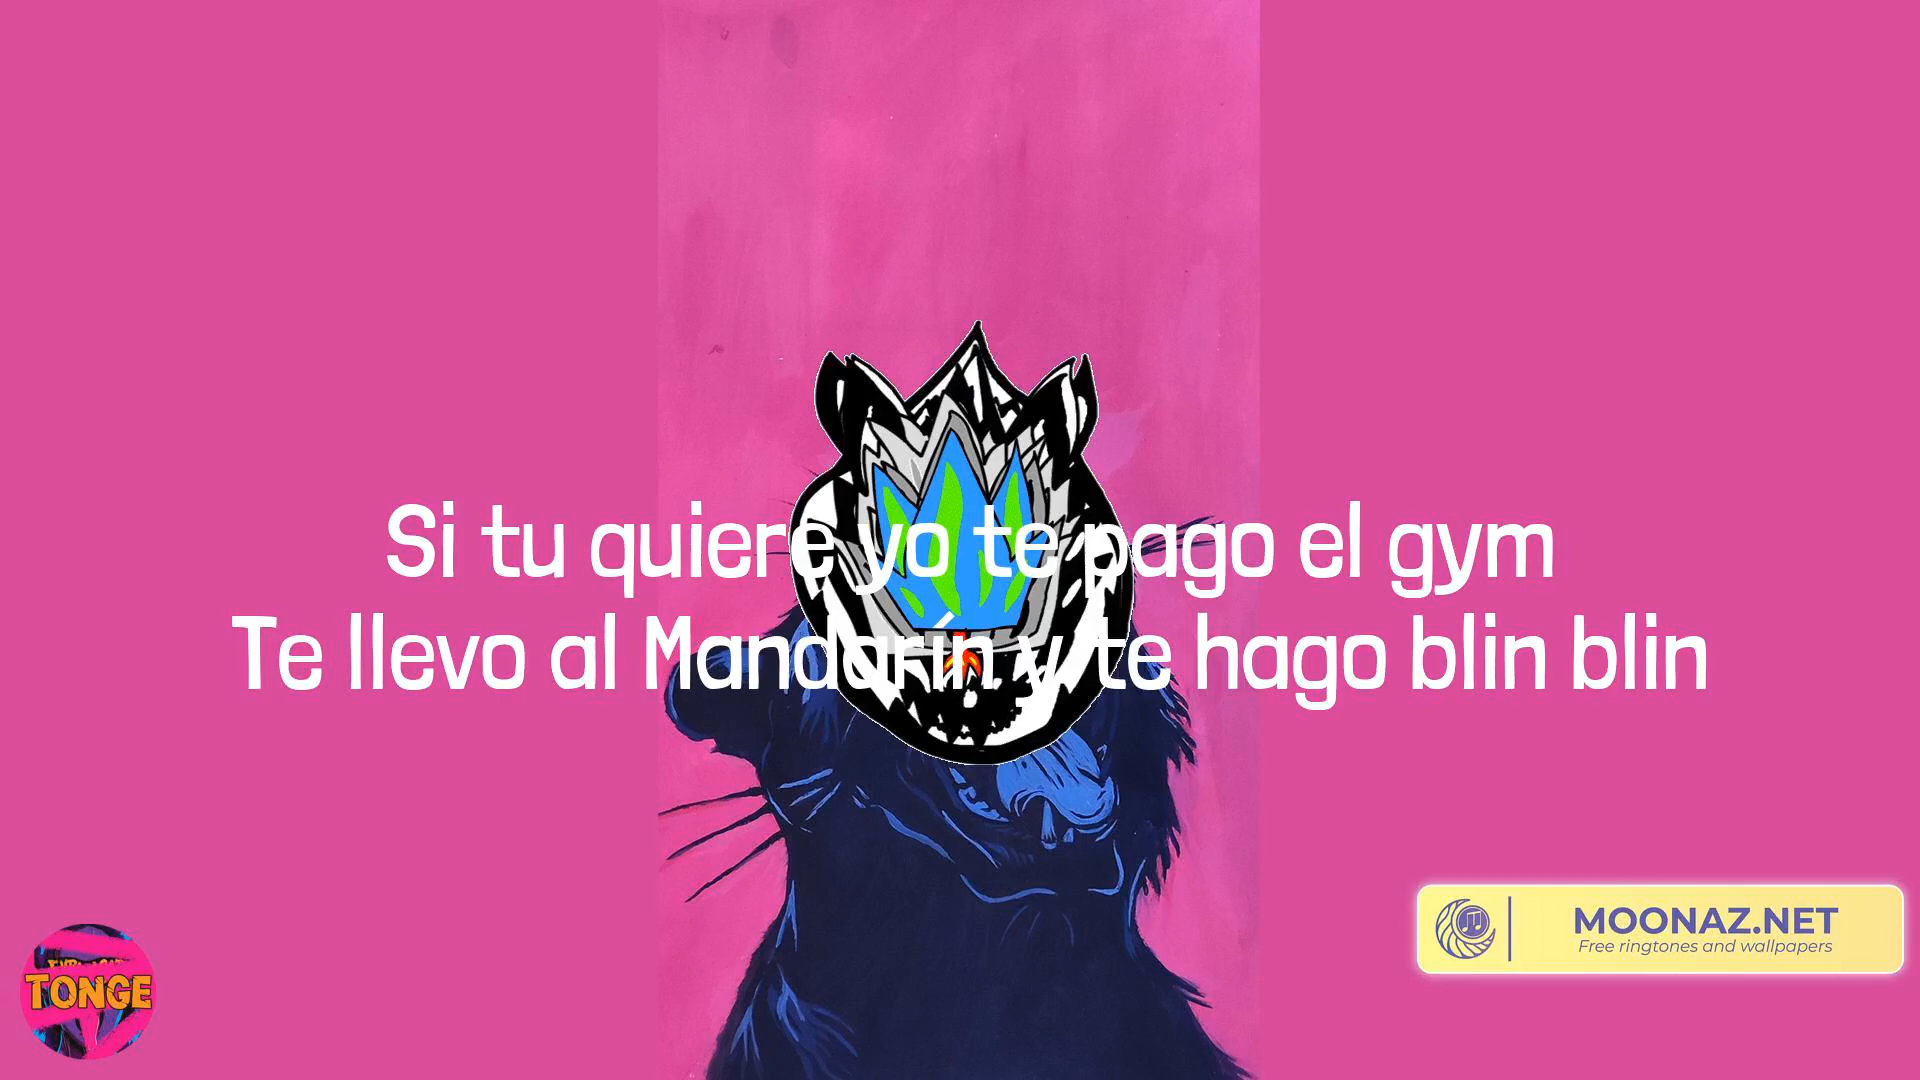 Si tu quiere yo te pago el gym
Te llevo al Mandarin y te hago blin blin
MOONAZ.NET
Free ringtones and wallpapers
TONGE